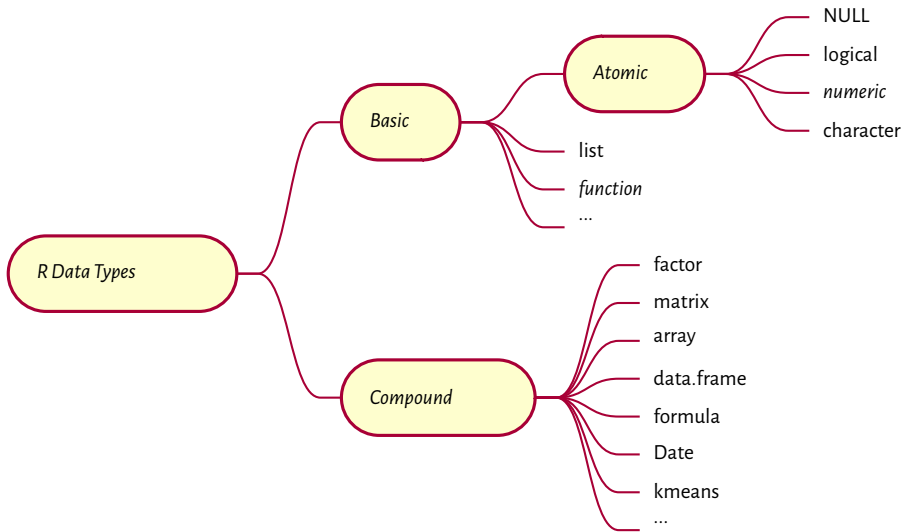 R Data Types
Basic
Atomic
NULL
logical
numeric
character
list
function
...
Compound
factor
matrix
array
data.frame
formula
Date
kmeans
...